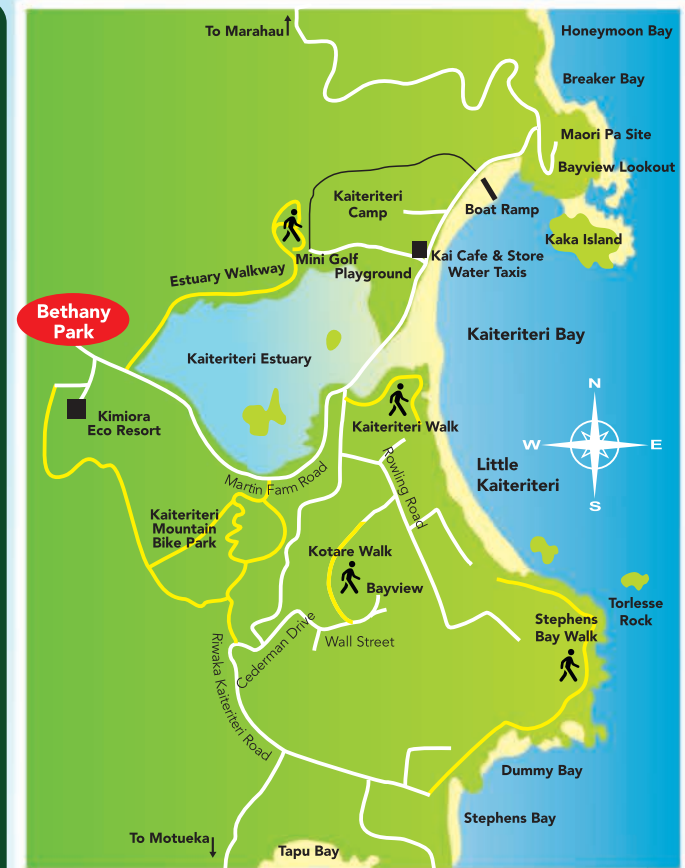 To Marahau
Honeymoon Bay
Breaker Bay
Maori Pa Site
Bayview Lookout
Kaiteriteri
Camp
Boat Ramp
Kaka Island
Mini Golf
Playground
Kai Cafe & Store
Water Taxis
Estuary Walkway
Bethany
Park
Kaiteriteri Estuary
Kaiteriteri Bay
N
W
E
S
Kimiora
Eco Resort
Kaiteriteri Walk
Little
Kaiteriteri
Martin Farm Road
Rowling Road
Kaiteriteri
Mountain
Bike Park
Kotare Walk
Bayview
Torlesse
Rock
Stephens
Bay Walk
Cederman Drive
Wall Street
Riwaka Kaiteriteri Road
Dummy Bay
Stephens Bay
To Motueka
Tapu Bay